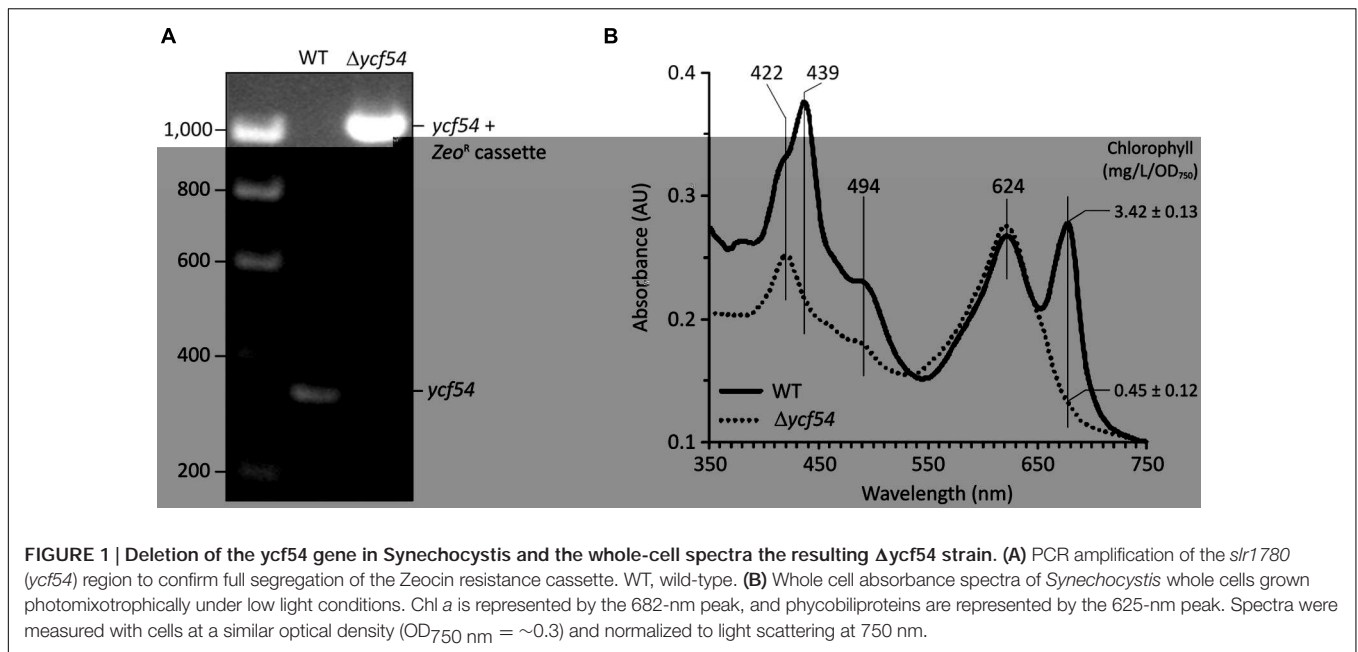 A
WT Δycf54
1,000
800
600
400
200
ycf54 +
Zeoᴿ cassette
ycf54
B
422 439
494
624
Chlorophyll
(mg/L/OD₇₅₀)
3.42 ± 0.13
0.45 ± 0.12
Absorbance (AU)
0.4
0.3
0.2
0.1
WT
Δycf54
350 450 550 650 750
Wavelength (nm)
FIGURE 1 | Deletion of the ycf54 gene in Synechocystis and the whole-cell spectra the resulting Δycf54 strain. (A) PCR amplification of the slr1780
(ycf54) region to confirm full segregation of the Zeocin resistance cassette. WT, wild-type. (B) Whole cell absorbance spectra of Synechocystis whole cells grown
photomixotrophically under low light conditions. Chl a is represented by the 682-nm peak, and phycobiliproteins are represented by the 625-nm peak. Spectra were
measured with cells at a similar optical density (OD750 nm = ~0.3) and normalized to light scattering at 750 nm.